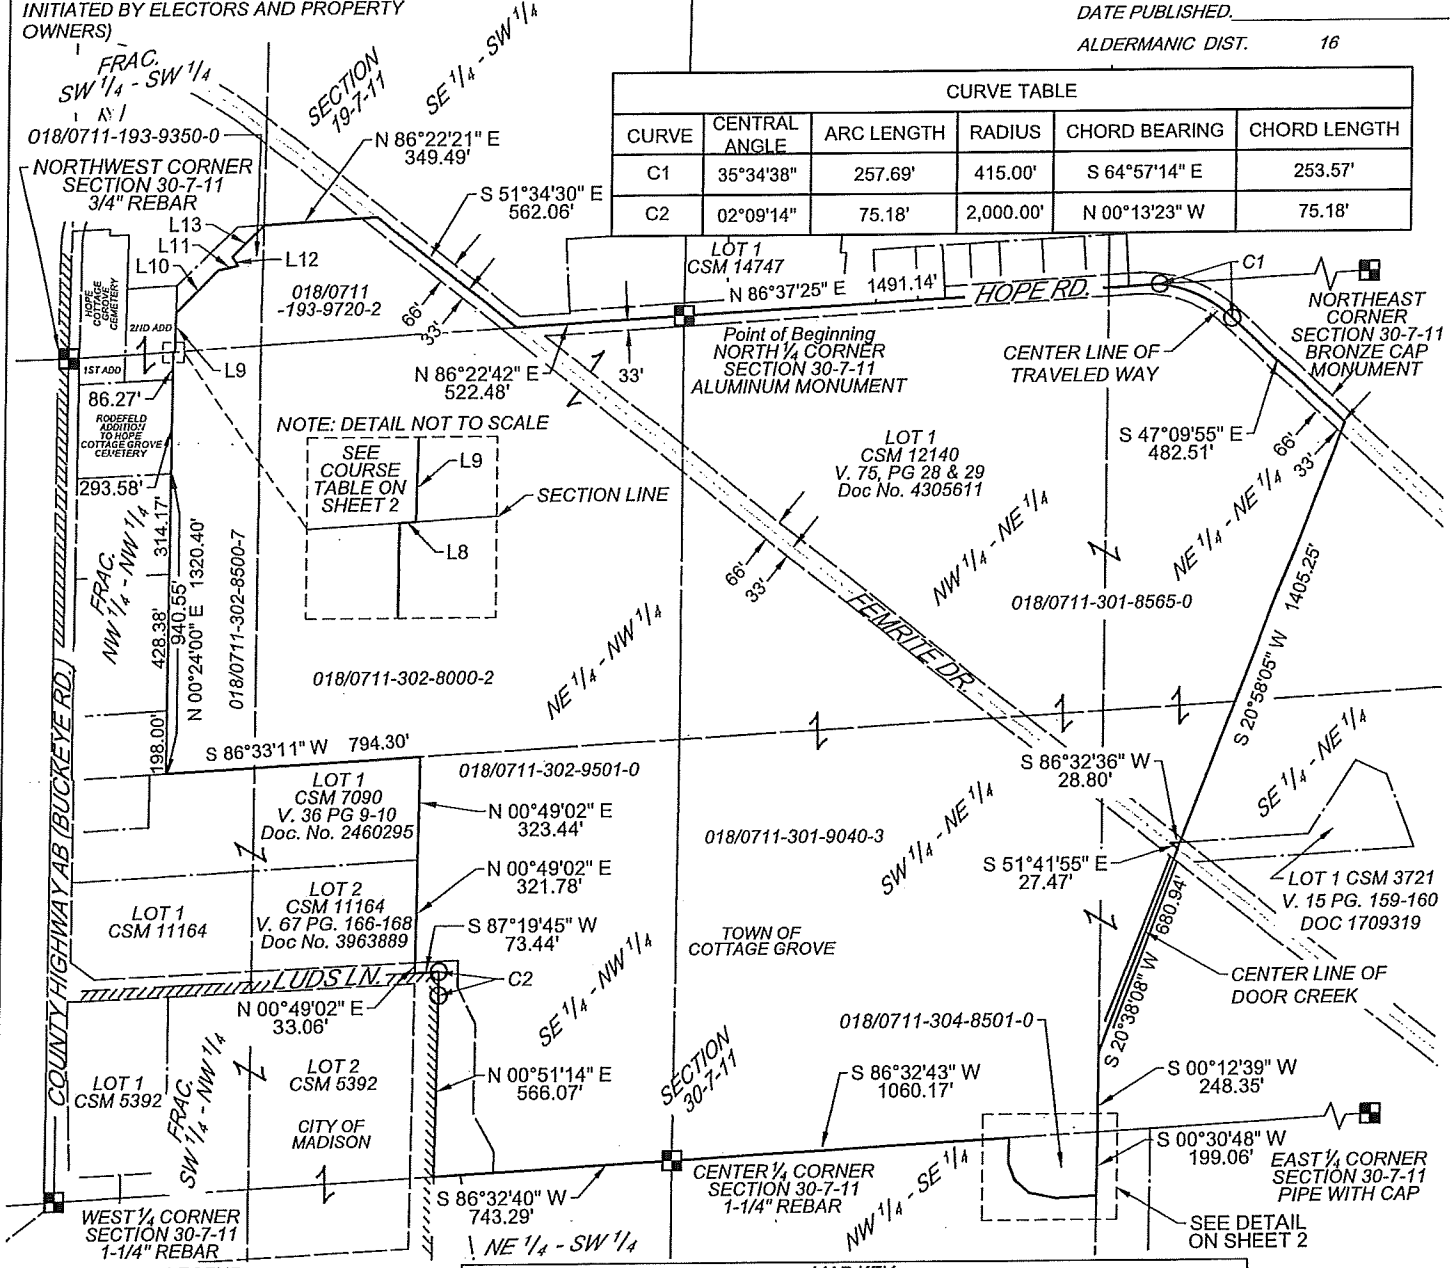 INITIATED BY ELECTORS AND PROPERTY
OWNERS)
DATE PUBLISHED.
ALDERMANIC DIST. 16
CURVE TABLE
CURVE CENTRAL ANGLE ARC LENGTH RADIUS CHORD BEARING CHORD LENGTH
C1 35°34'38" 257.69' 415.00' S 64°57'14" E 253.57'
C2 02°09'14" 75.18' 2,000.00' N 00°13'23" W 75.18'
FRAC.
SW 1/4 - SW 1/4
SECTION
19-7-11
SE 1/4 - SW 1/4
018/0711-193-9350-0
N 86°22'21" E
349.49'
NORTHWEST CORNER
SECTION 30-7-11
3/4" REBAR
S 51°34'30" E
562.06'
L13
L11
L10
L12
018/0711
-193-9720-2
66'
33'
LOT 1
CSM 14747
N 86°37'25" E 1491.14'
HOPE RD.
C1
NORTHEAST
CORNER
SECTION 30-7-11
BRONZE CAP
MONUMENT
HOPE
COTTAGE
GROVE
CEMETERY
2ND ADD
1ST ADD
L9
86.27'
RODEFELD
ADDITION
TO HOPE
COTTAGE GROVE
CEMETERY
293.58'
N 86°22'42" E
522.48'
33'
Point of Beginning
NORTH 1/4 CORNER
SECTION 30-7-11
ALUMINUM MONUMENT
CENTER LINE OF
TRAVELED WAY
S 47°09'55" E
482.51'
66'
33'
NOTE: DETAIL NOT TO SCALE
SEE
COURSE
TABLE ON
SHEET 2
L9
SECTION LINE
L8
LOT 1
CSM 12140
V. 75, PG 28 & 29
Doc No. 4305611
66'
33'
FEMRITE DR
NW 1/4 - NE 1/4
NE 1/4 - NE 1/4
018/0711-301-8565-0
S 20°58'05" W 1405.25'
FRAC.
NW 1/4 - NW 1/4
314.17'
428.38'
198.00'
940.55'
N 00°24'00" E 1320.40'
018/0711-302-8500-7
018/0711-302-8000-2
NE 1/4 - NW 1/4
COUNTY HIGHWAY AB (BUCKEYE RD.)
S 86°33'11" W 794.30'
018/0711-302-9501-0
LOT 1
CSM 7090
V. 36 PG 9-10
Doc. No. 2460295
N 00°49'02" E
323.44'
N 00°49'02" E
321.78'
018/0711-301-9040-3
SW 1/4 - NE 1/4
S 86°32'36" W
28.80'
SE 1/4 - NE 1/4
S 51°41'55" E
27.47'
LOT 1 CSM 3721
V. 15 PG. 159-160
DOC 1709319
LOT 1
CSM 11164
LOT 2
CSM 11164
V. 67 PG. 166-168
Doc No. 3963889
S 87°19'45" W
73.44'
TOWN OF
COTTAGE GROVE
S 20°38'08" W 680.94'
CENTER LINE OF
DOOR CREEK
LUDS LN.
C2
N 00°49'02" E
33.06'
SE 1/4 - NW 1/4
018/0711-304-8501-0
LOT 1
CSM 5392
FRAC.
SW 1/4 - NW 1/4
LOT 2
CSM 5392
CITY OF
MADISON
N 00°51'14" E
566.07'
SECTION
30-7-11
S 86°32'43" W
1060.17'
S 00°12'39" W
248.35'
S 00°30'48" W
199.06'
EAST 1/4 CORNER
SECTION 30-7-11
PIPE WITH CAP
WEST 1/4 CORNER
SECTION 30-7-11
1-1/4" REBAR
S 86°32'40" W
743.29'
CENTER 1/4 CORNER
SECTION 30-7-11
1-1/4" REBAR
NW 1/4 - SE 1/4
SEE DETAIL
ON SHEET 2
NE 1/4 - SW 1/4